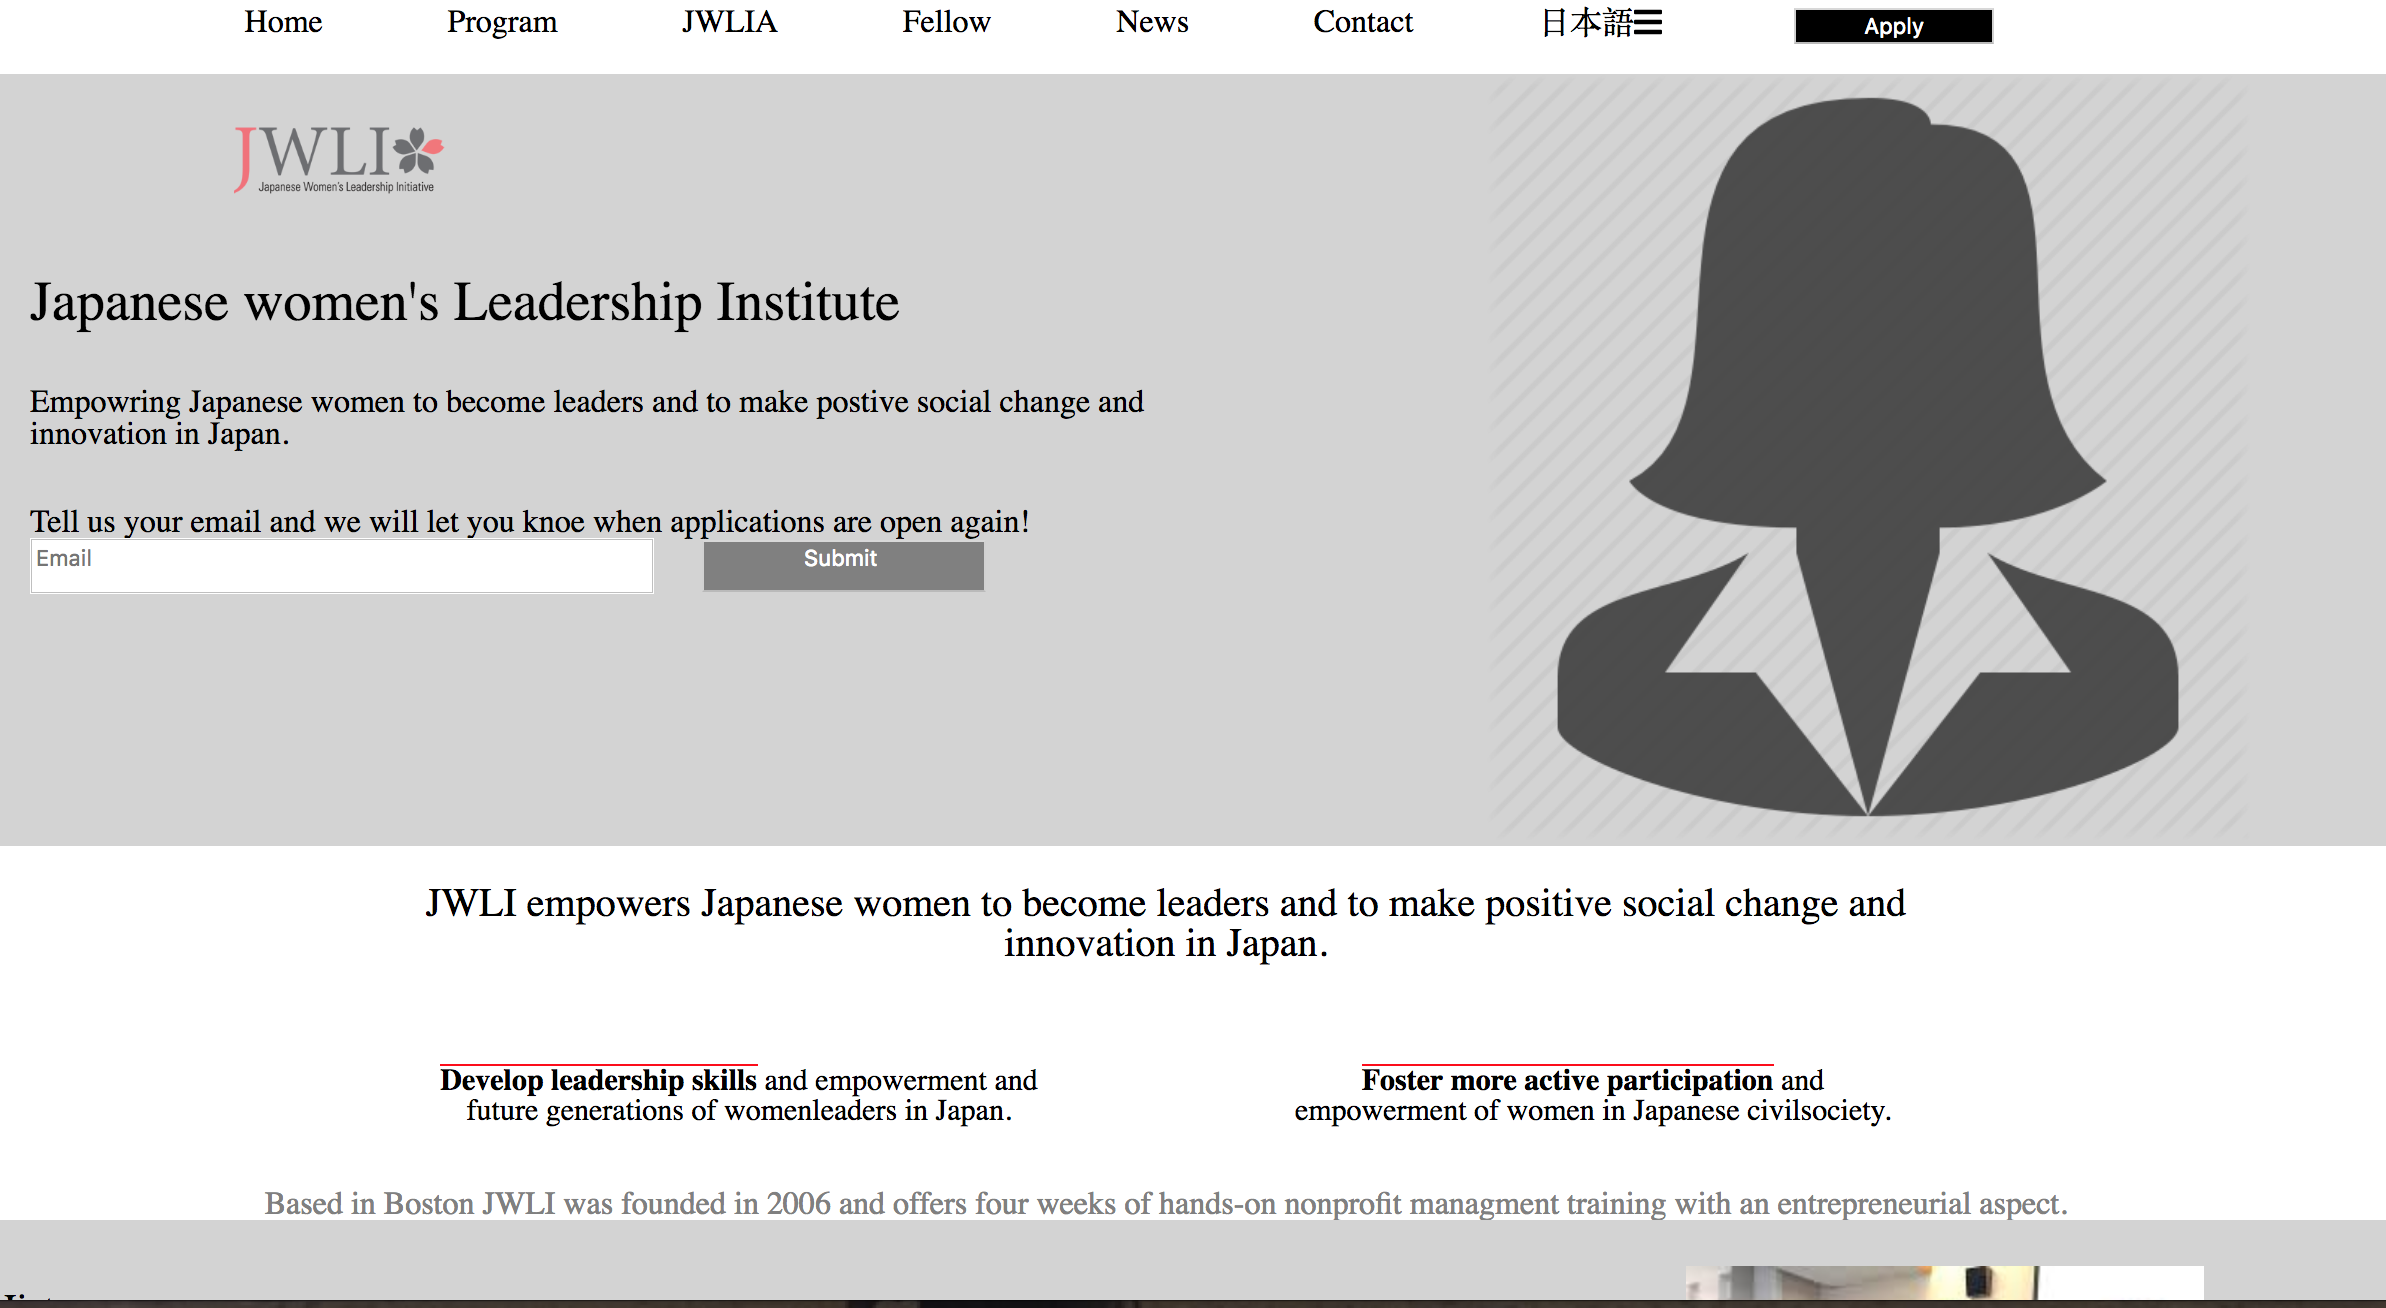 Home Program JWLIA Fellow News Contact 日本語 Apply
JWLI
Japanese Women's Leadership Initiative
Japanese women's Leadership Institute
Empowring Japanese women to become leaders and to make postive social change and
innovation in Japan.
Tell us your email and we will let you knoe when applications are open again!
Email Submit
JWLI empowers Japanese women to become leaders and to make positive social change and
innovation in Japan.
Develop leadership skills and empowerment and
future generations of womenleaders in Japan.
Foster more active participation and
empowerment of women in Japanese civilsociety.
Based in Boston JWLI was founded in 2006 and offers four weeks of hands-on nonprofit managment training with an entrepreneurial aspect.